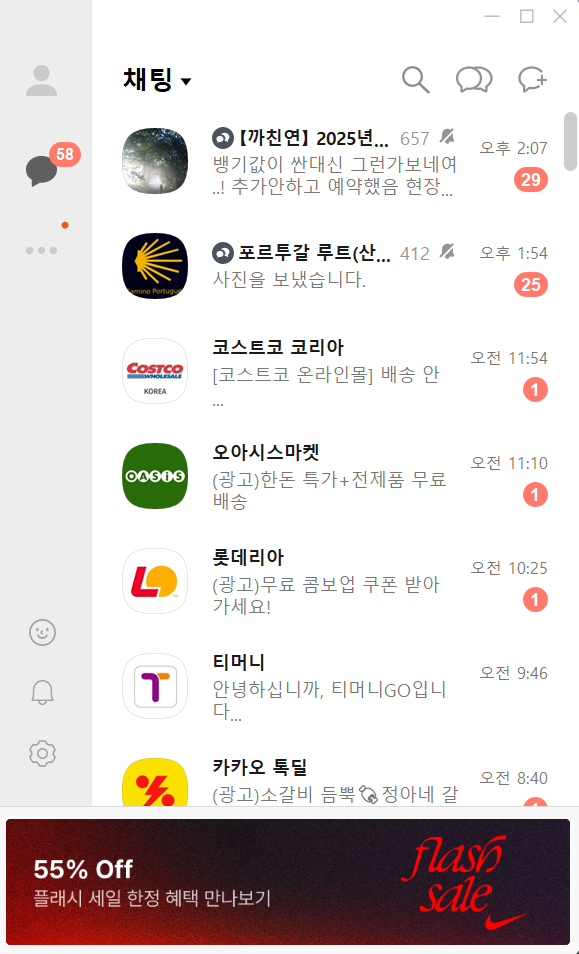 채팅
58
[까친연] 2025년... 657
오후 2:07
뱅기값이 싼대신 그런가보네여
..! 추가안하고 예약했음 현장...
29
Camino Portugu
포르투갈 루트(산... 412
오후 1:54
사진을 보냈습니다.
25
COSTCO
WHOLESALE
KOREA
코스트코 코리아
오전 11:54
[코스트코 온라인몰] 배송 안
...
1
OASIS
오아시스마켓
오전 11:10
(광고)한돈 특가+전제품 무료
배송
1
롯데리아
오전 10:25
(광고)무료 콤보업 쿠폰 받아
가세요!
1
티머니
오전 9:46
안녕하십니까, 티머니GO입니
다...
카카오 톡딜
오전 8:40
(광고)소갈비 듬뿍🍖정아네 갈
1
55% Off
플래시 세일 한정 혜택 만나보기
flash
sale